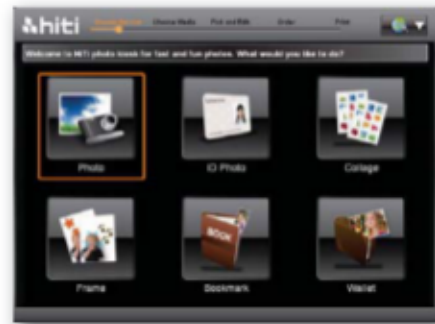 hiti
Choose Media Pick and Edit Order Print
Welcome to HiTi photo kiosk for fast and fun photos. What would you like to do?
Photo ID Photo Collage
BOOK
Frame Bookmark Wallet